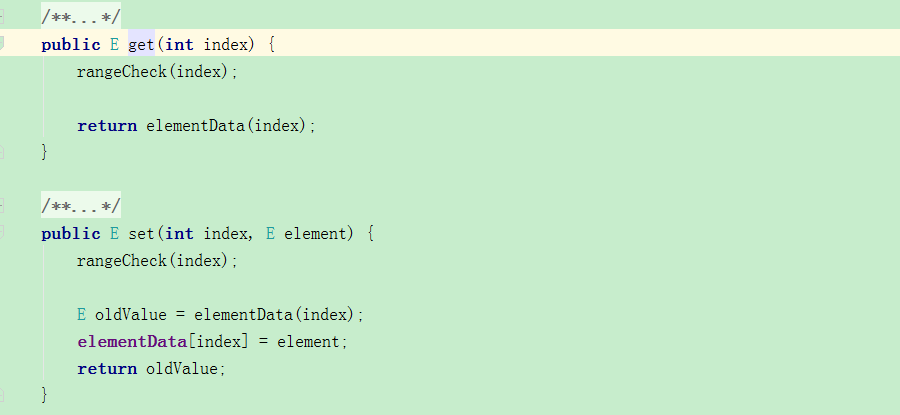 /**...*/
public E get(int index) {
rangeCheck(index);
return elementData(index);
}
/**...*/
public E set(int index, E element) {
rangeCheck(index);
E oldValue = elementData(index);
elementData[index] = element;
return oldValue;
}